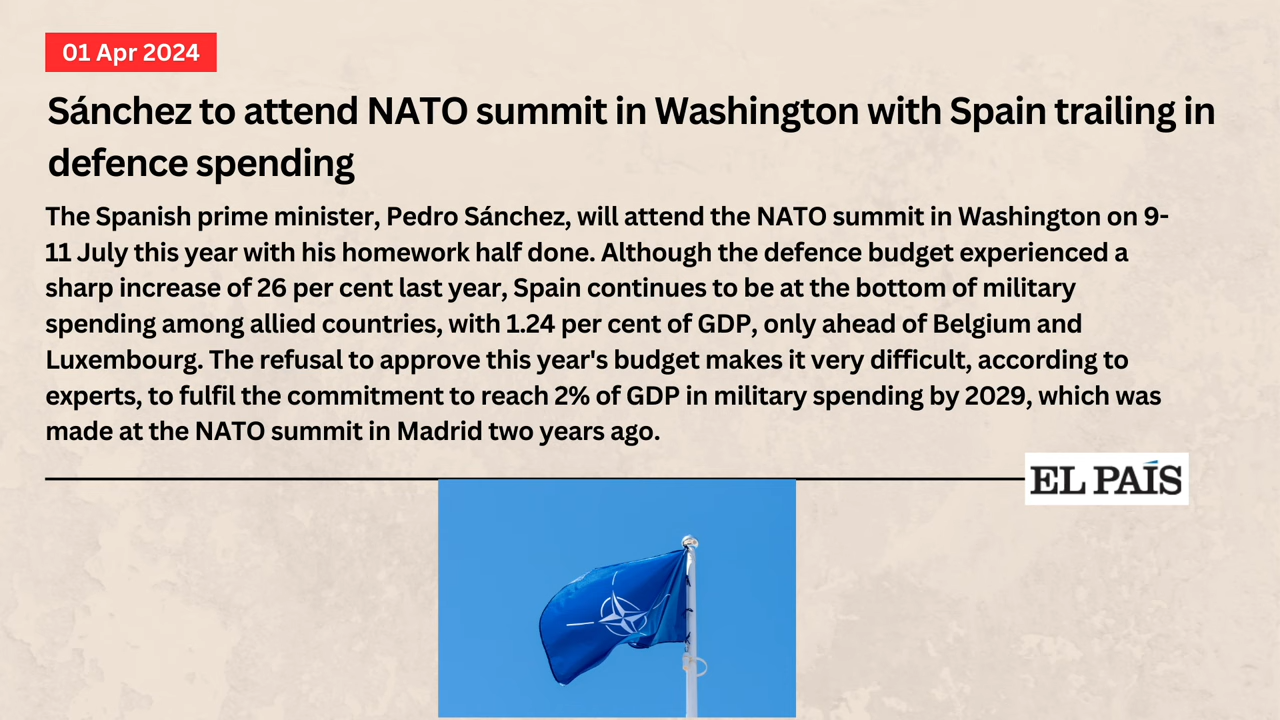 01 Apr 2024
Sánchez to attend NATO summit in Washington with Spain trailing in
defence spending
The Spanish prime minister, Pedro Sánchez, will attend the NATO summit in Washington on 9-
11 July this year with his homework half done. Although the defence budget experienced a
sharp increase of 26 per cent last year, Spain continues to be at the bottom of military
spending among allied countries, with 1.24 per cent of GDP, only ahead of Belgium and
Luxembourg. The refusal to approve this year's budget makes it very difficult, according to
experts, to fulfil the commitment to reach 2% of GDP in military spending by 2029, which was
made at the NATO summit in Madrid two years ago.
EL PAÍS